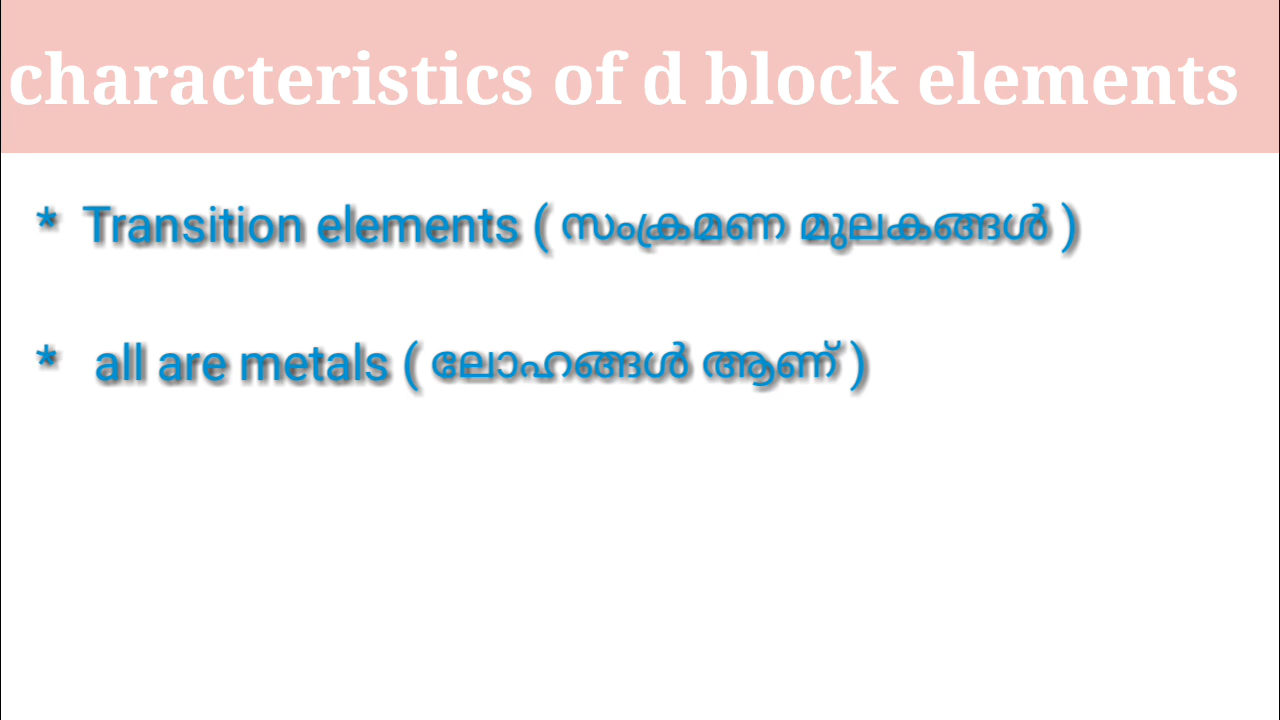 characteristics of d block elements
* Transition elements ( സംക്രമണ മുലകങ്ങൾ )
* all are metals ( ലോഹങ്ങൾ ആണ് )